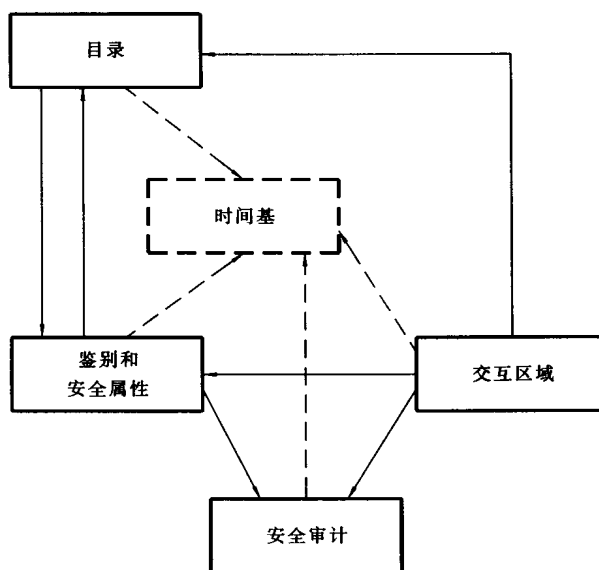 目录
时间基
鉴别和
安全属性
交互区域
安全审计